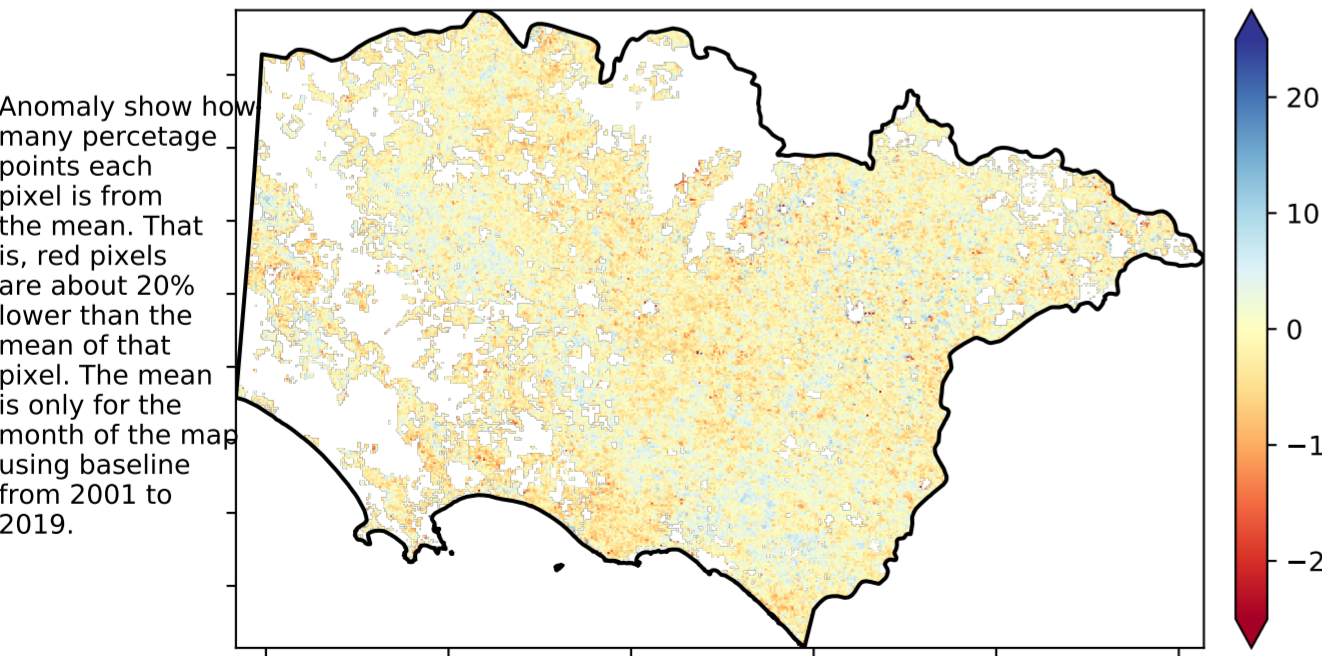 Anomaly show how
many percetage
points each
pixel is from
the mean. That
is, red pixels
are about 20%
lower than the
mean of that
pixel. The mean
is only for the
month of the map
using baseline
from 2001 to
2019.
20
10
0
−1
−2